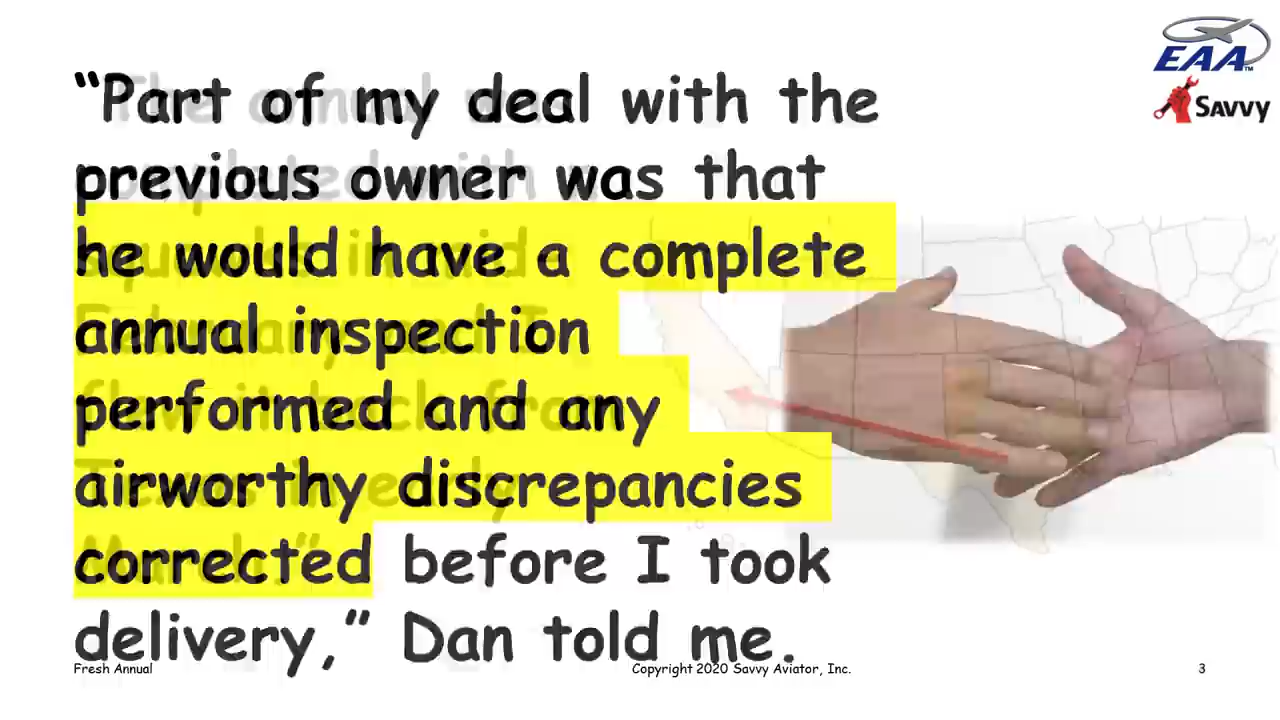 EAA™
Savvy
“Part of my deal with the
previous owner was that
he would have a complete
annual inspection
performed and any
airworthy discrepancies
corrected before I took
delivery,” Dan told me.
Fresh Annual
Copyright 2020 Savvy Aviator, Inc.
3